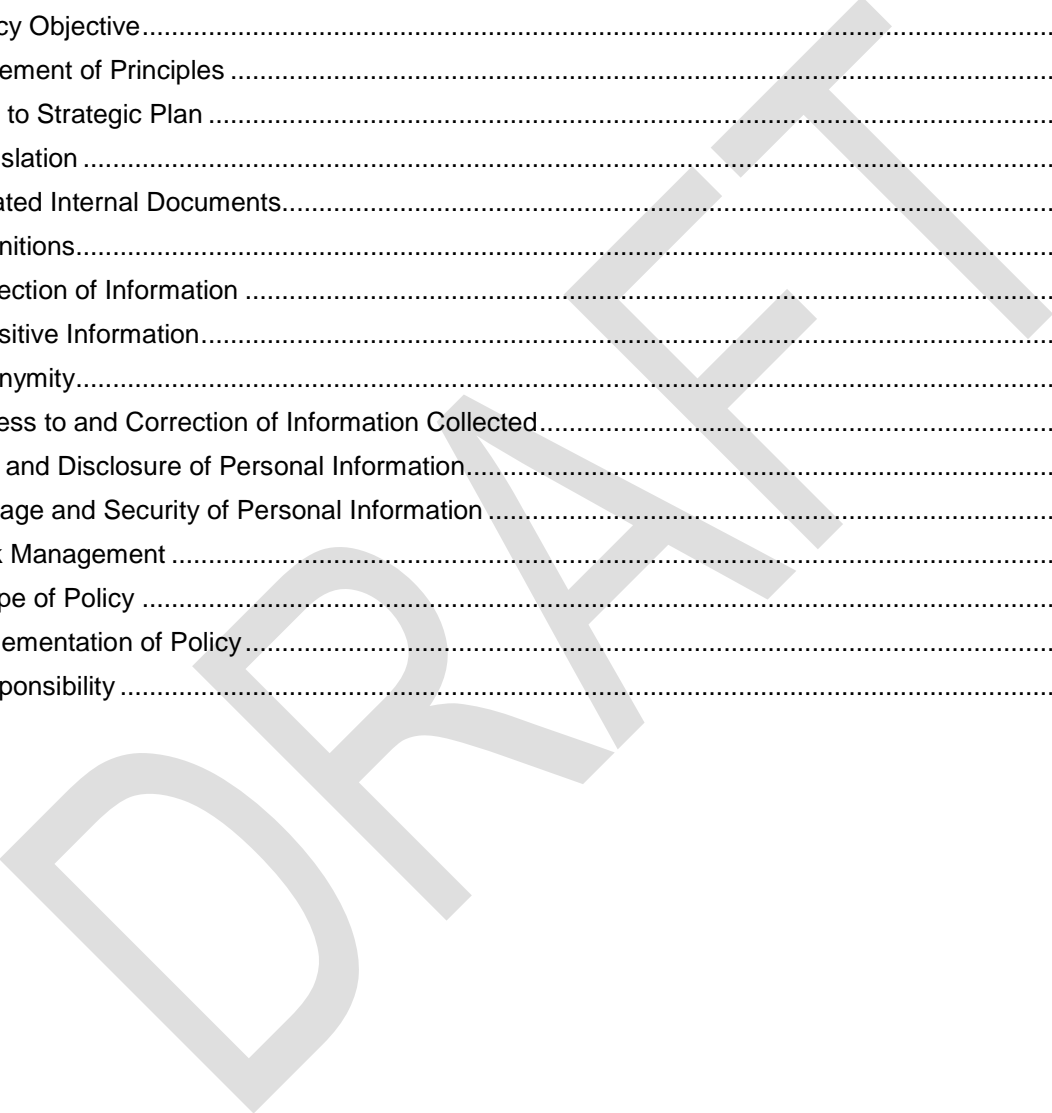 cy Objective
ement of Principles
to Strategic Plan
slation
ated Internal Documents
nitions
ection of Information
sitive Information
nymity
ess to and Correction of Information Collected
and Disclosure of Personal Information
age and Security of Personal Information
k Management
pe of Policy
ementation of Policy
ponsibility
DRAFT